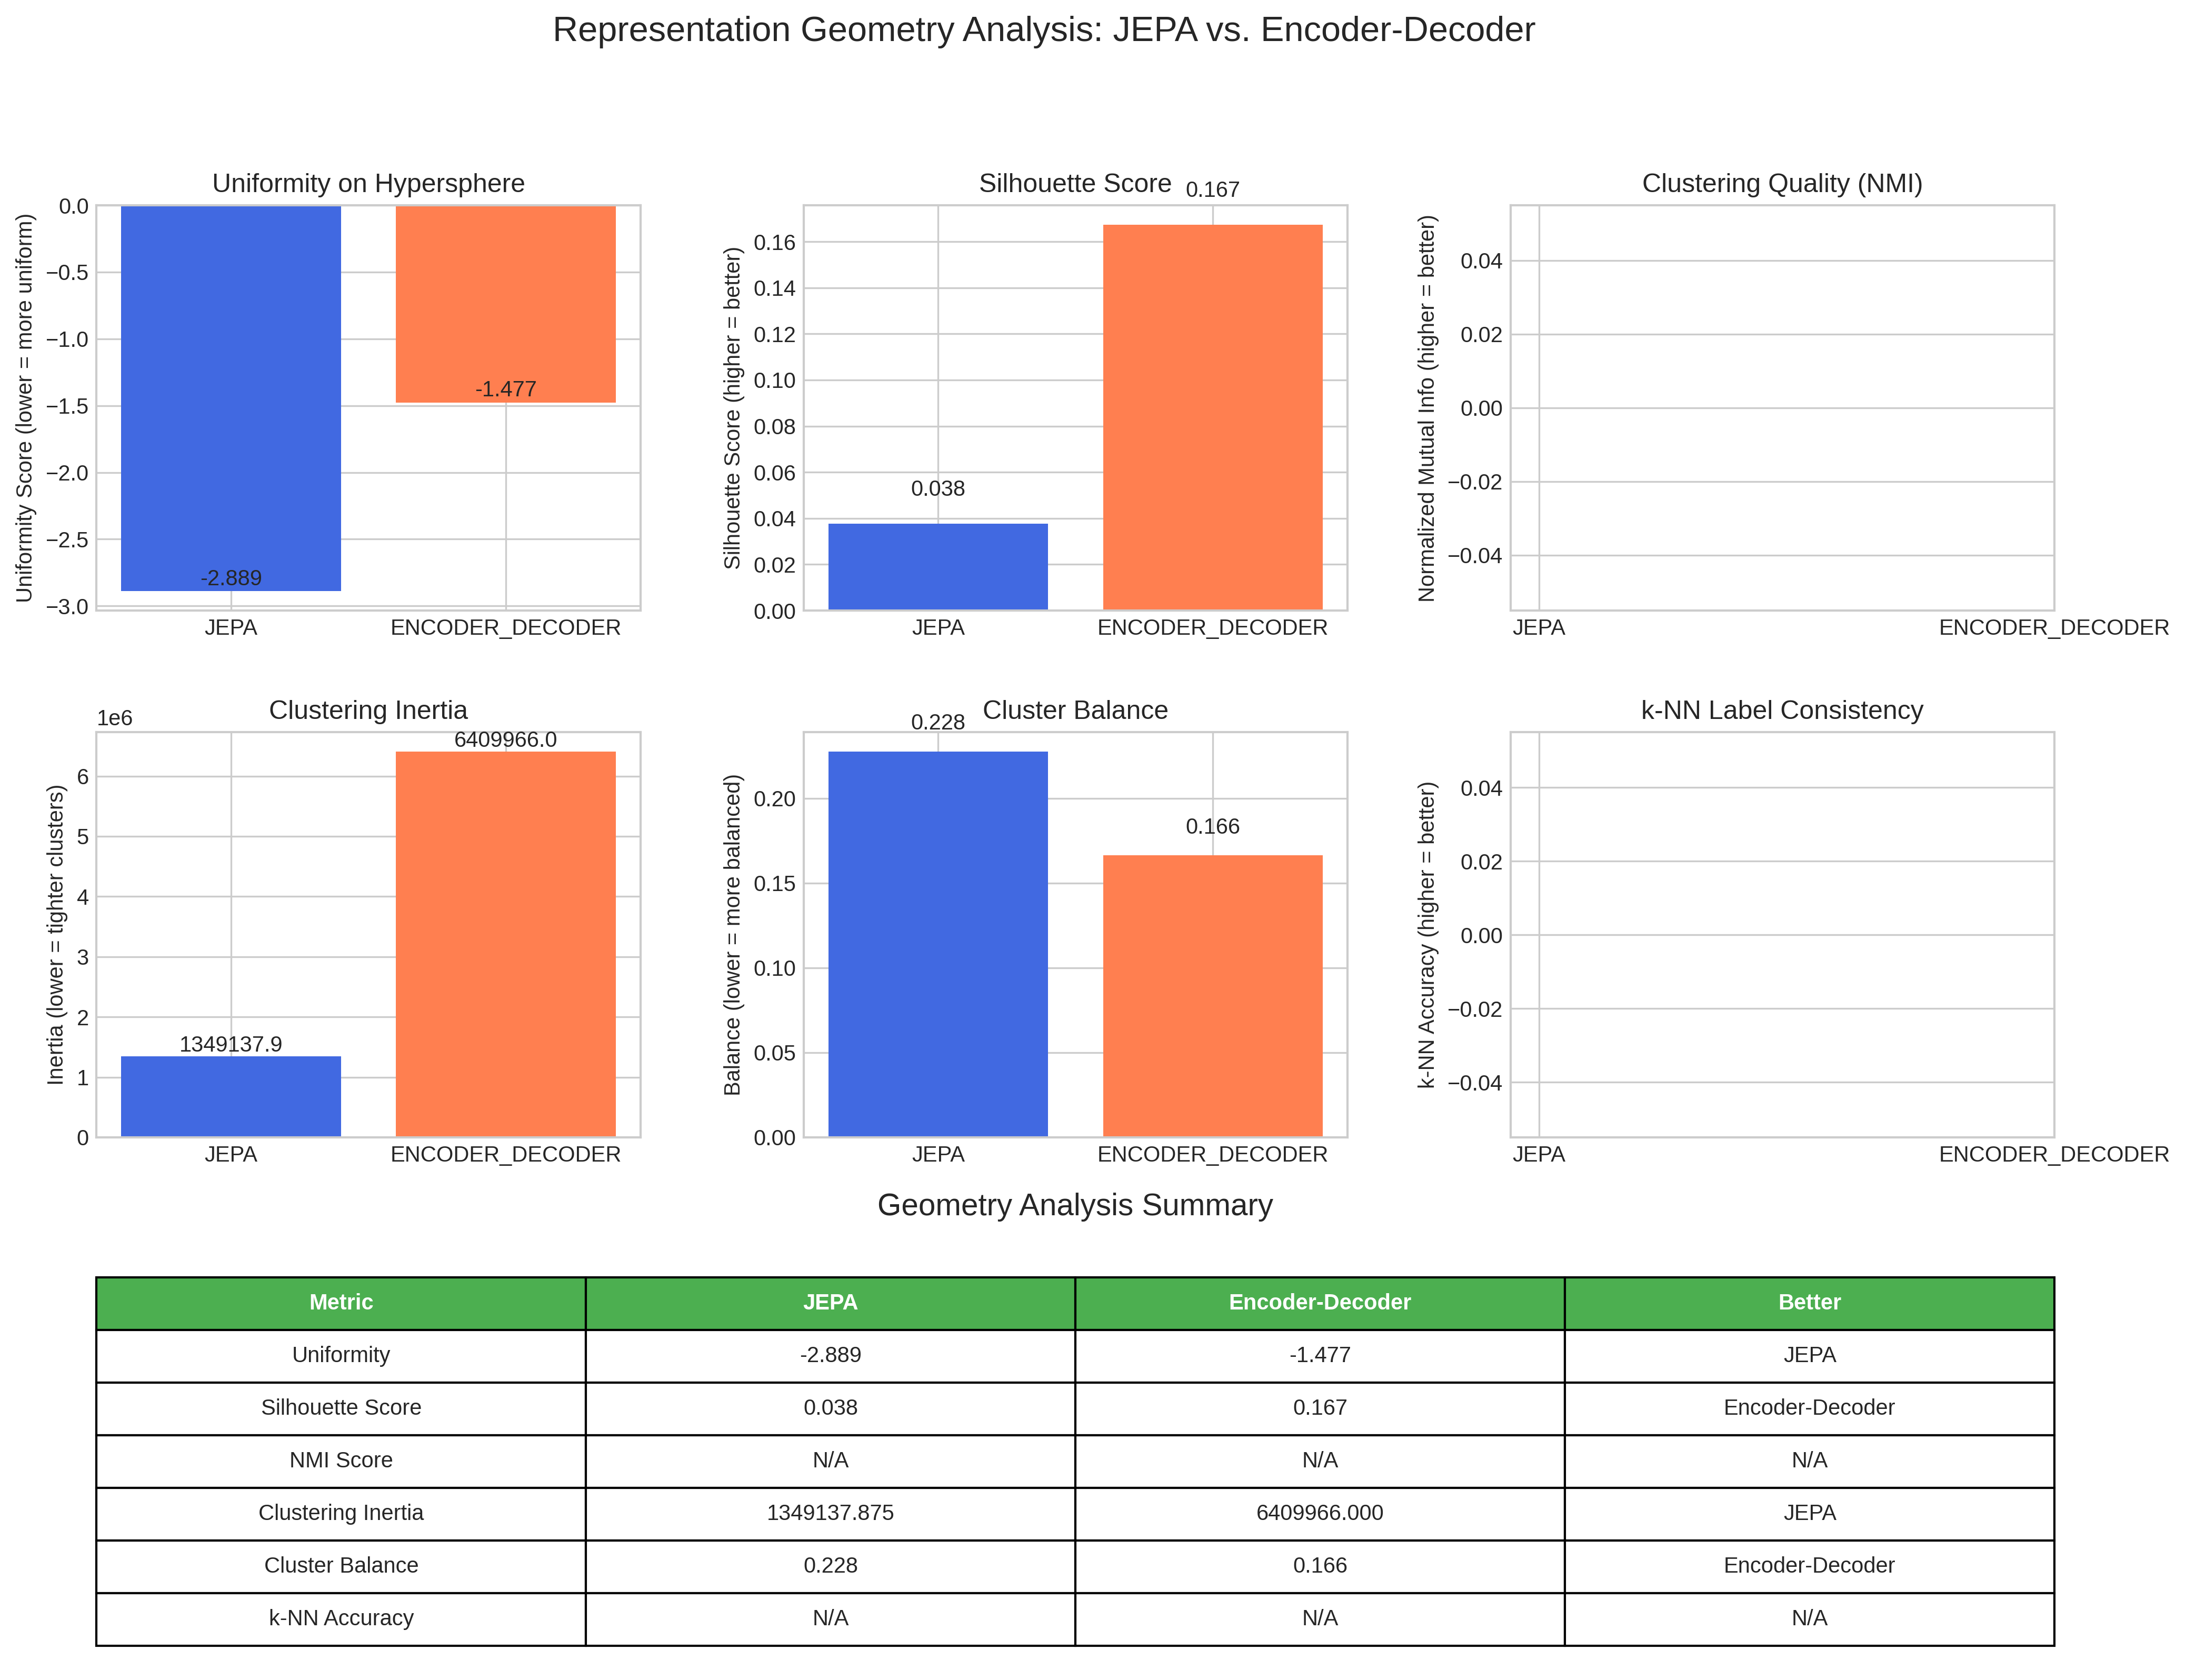 Representation Geometry Analysis: JEPA vs. Encoder-Decoder
Uniformity on Hypersphere
Uniformity Score (lower = more uniform)
0.0
−0.5
−1.0
−1.5
−2.0
−2.5
−3.0
-2.889
-1.477
JEPA
ENCODER_DECODER
Silhouette Score
Silhouette Score (higher = better)
0.16
0.14
0.12
0.10
0.08
0.06
0.04
0.02
0.00
0.038
0.167
JEPA
ENCODER_DECODER
Clustering Quality (NMI)
Normalized Mutual Info (higher = better)
0.04
0.02
0.00
−0.02
−0.04
JEPA
ENCODER_DECODER
Clustering Inertia
1e6
Inertia (lower = tighter clusters)
6
5
4
3
2
1
0
1349137.9
6409966.0
JEPA
ENCODER_DECODER
Cluster Balance
Balance (lower = more balanced)
0.20
0.15
0.10
0.05
0.00
0.228
0.166
JEPA
ENCODER_DECODER
k-NN Label Consistency
k-NN Accuracy (higher = better)
0.04
0.02
0.00
−0.02
−0.04
JEPA
ENCODER_DECODER
Geometry Analysis Summary
Metric JEPA Encoder-Decoder Better
Uniformity -2.889 -1.477 JEPA
Silhouette Score 0.038 0.167 Encoder-Decoder
NMI Score N/A N/A N/A
Clustering Inertia 1349137.875 6409966.000 JEPA
Cluster Balance 0.228 0.166 Encoder-Decoder
k-NN Accuracy N/A N/A N/A